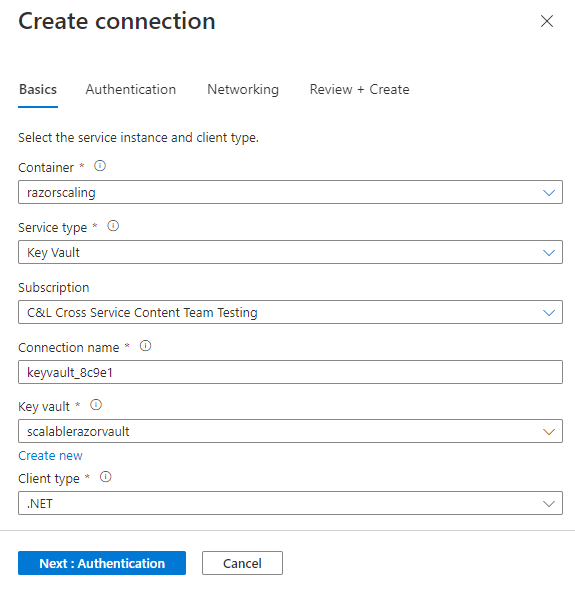 Create connection
Basics Authentication Networking Review + Create
Select the service instance and client type.
Container *
razorscaling
Service type *
Key Vault
Subscription
C&L Cross Service Content Team Testing
Connection name *
keyvault_8c9e1
Key vault *
scalablerazorvault
Create new
Client type *
.NET
Next : Authentication Cancel